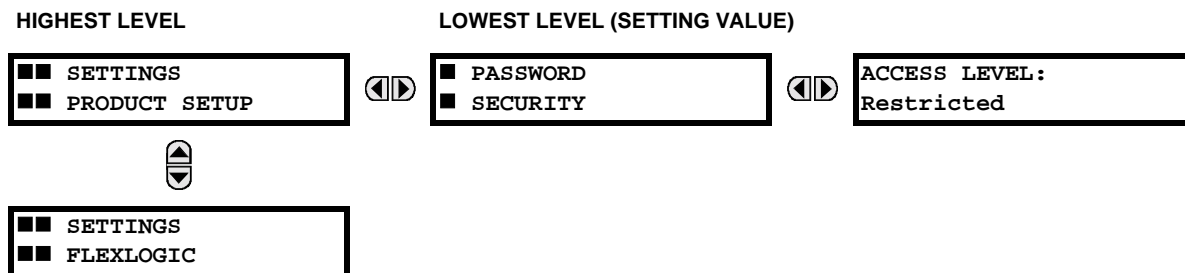 HIGHEST LEVEL
LOWEST LEVEL (SETTING VALUE)
■■ SETTINGS
■■ PRODUCT SETUP
■ PASSWORD
■ SECURITY
ACCESS LEVEL:
Restricted
■■ SETTINGS
■■ FLEXLOGIC